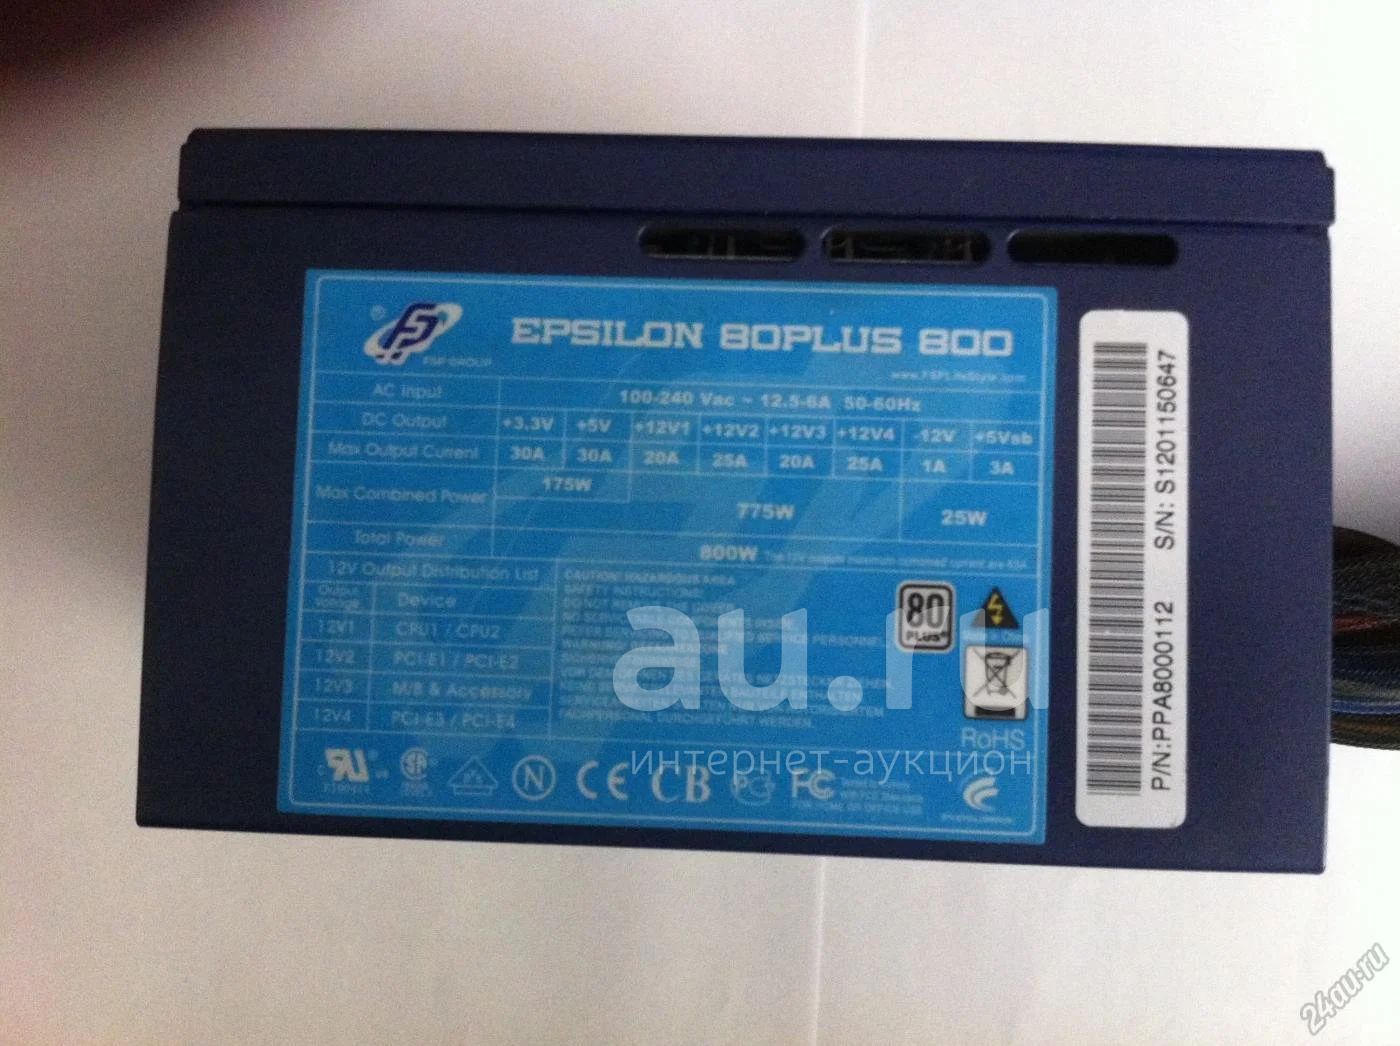 FSP GROUP
EPSILON 80PLUS 800
AC Input 100-240 Vac ~ 12.5-6A 50-60Hz
DC Output +3.3V +5V +12V1 +12V2 +12V3 +12V4 -12V +5Vsb
Max Output Current 30A 30A 20A 25A 20A 25A 1A 3A
Max Combined Power 175W 775W 25W
Total Power 800W
12V Output Distribution List
Output Voltage Device
12V1 CPU1 / CPU2
12V2 PCI-E1 / PCI-E2
12V3 M/B & Accessory
12V4 PCI-E3 / PCI-E4
CAUTION! HAZARDOUS AREA
SAFETY INSTRUCTIONS:
80
PLUS®
RoHS
N CE CB FC
P/N:PPA8000112 S/N: S1201150647
au.ru
интернет-аукцион
24au.ru